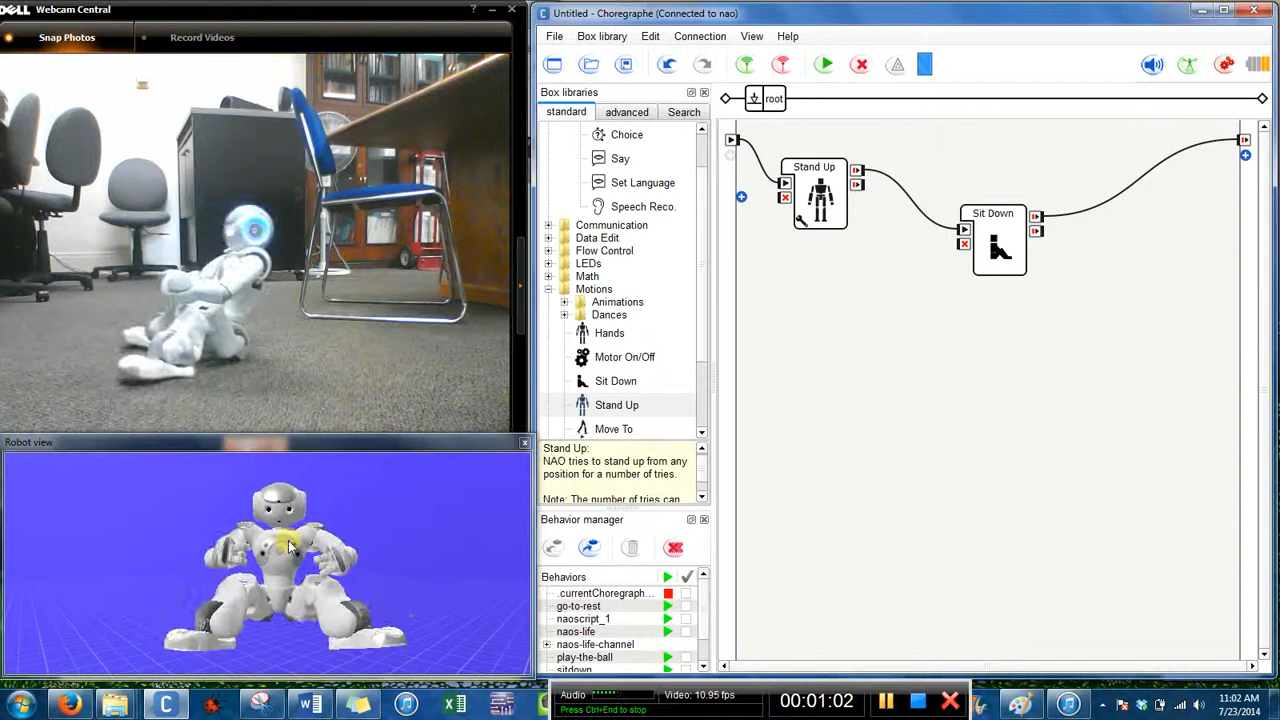 DELL Webcam Central
Snap Photos
Record Videos
Robot view
Untitled - Choregraphe (Connected to nao)
File Box library Edit Connection View Help
Box libraries
standard advanced Search
Choice
Say
Set Language
Speech Reco.
Communication
Data Edit
Flow Control
LEDs
Math
Motions
Animations
Dances
Hands
Motor On/Off
Sit Down
Stand Up
Move To
Stand Up:
NAO tries to stand up from any
position for a number of tries.
Note: The number of tries can
Behavior manager
Behaviors
.currentChoregraph...
go-to-rest
naoscript_1
naos-life
naos-life-channel
play-the-ball
sitdown
root
Stand Up
Sit Down
Audio
Video: 10.95 fps
Press Ctrl+End to stop
00:01:02
11:02 AM
7/23/2014